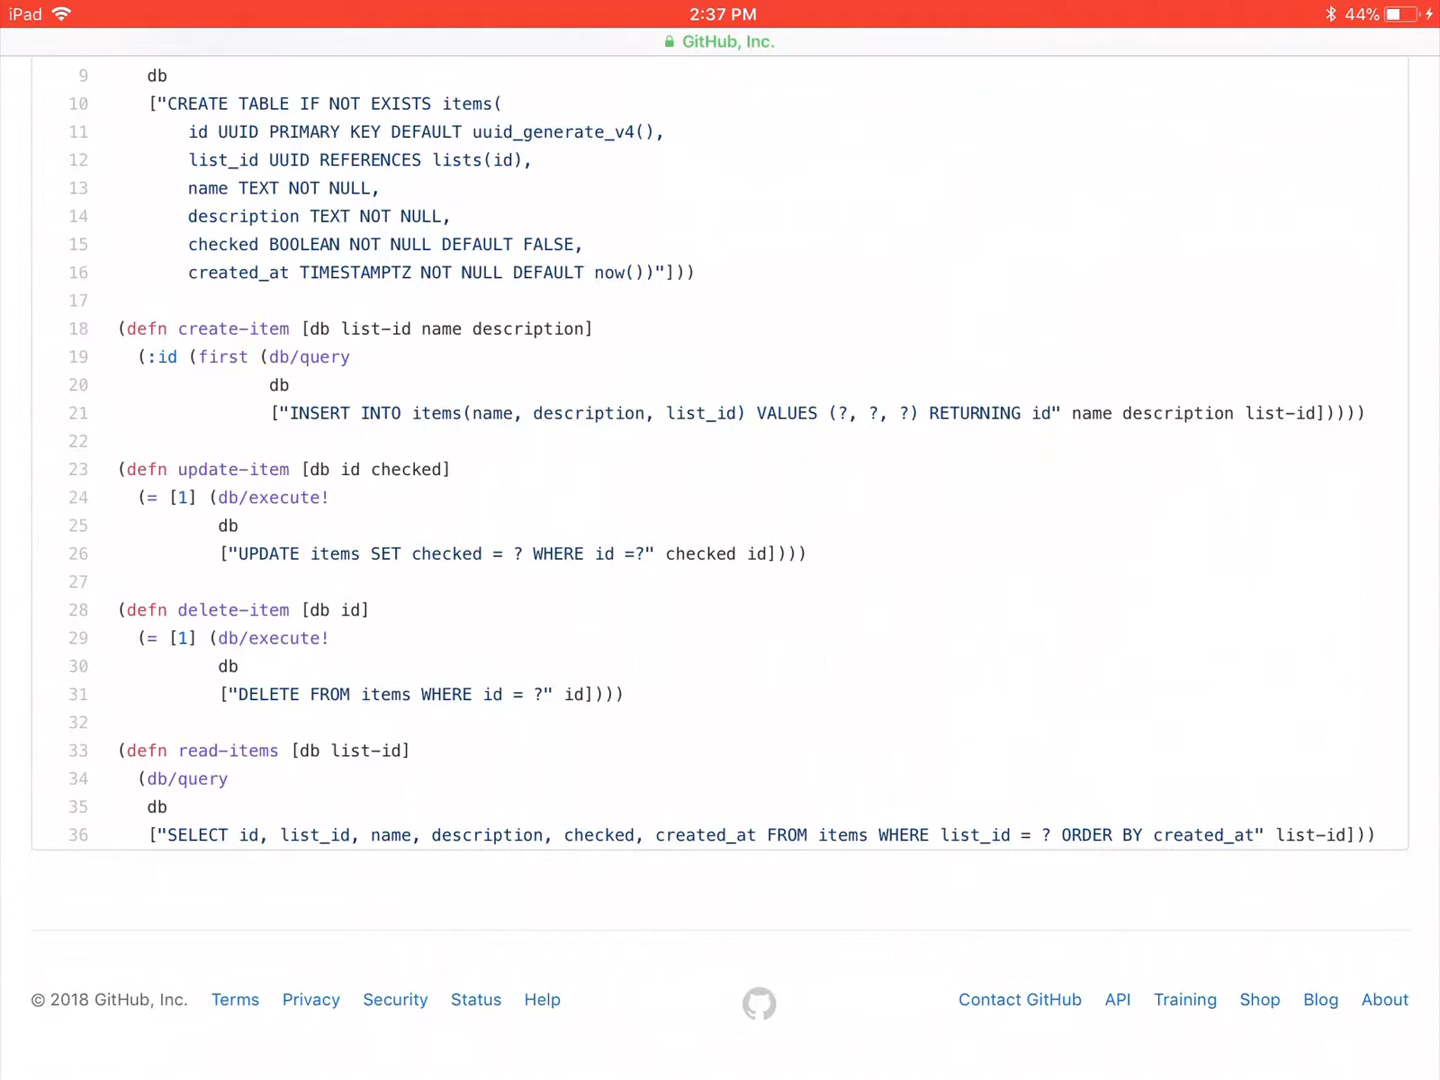 iPad 2:37 PM 44%
GitHub, Inc.
9 db
10 ["CREATE TABLE IF NOT EXISTS items(
11 id UUID PRIMARY KEY DEFAULT uuid_generate_v4(),
12 list_id UUID REFERENCES lists(id),
13 name TEXT NOT NULL,
14 description TEXT NOT NULL,
15 checked BOOLEAN NOT NULL DEFAULT FALSE,
16 created_at TIMESTAMPTZ NOT NULL DEFAULT now())"]))
17
18 (defn create-item [db list-id name description]
19 (:id (first (db/query
20 db
21 ["INSERT INTO items(name, description, list_id) VALUES (?, ?, ?) RETURNING id" name description list-id]))))
22
23 (defn update-item [db id checked]
24 (= [1] (db/execute!
25 db
26 ["UPDATE items SET checked = ? WHERE id =?" checked id])))
27
28 (defn delete-item [db id]
29 (= [1] (db/execute!
30 db
31 ["DELETE FROM items WHERE id = ?" id])))
32
33 (defn read-items [db list-id]
34 (db/query
35 db
36 ["SELECT id, list_id, name, description, checked, created_at FROM items WHERE list_id = ? ORDER BY created_at" list-id]))
© 2018 GitHub, Inc. Terms Privacy Security Status Help Contact GitHub API Training Shop Blog About